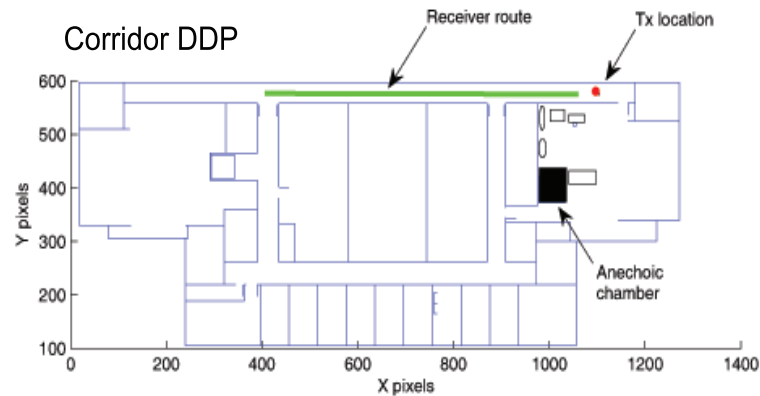 Receiver route
Tx location
Corridor DDP
600
500
400
300
200
100
Y pixels
Anechoic
chamber
0
200
400
600
800
1000
1200
1400
X pixels